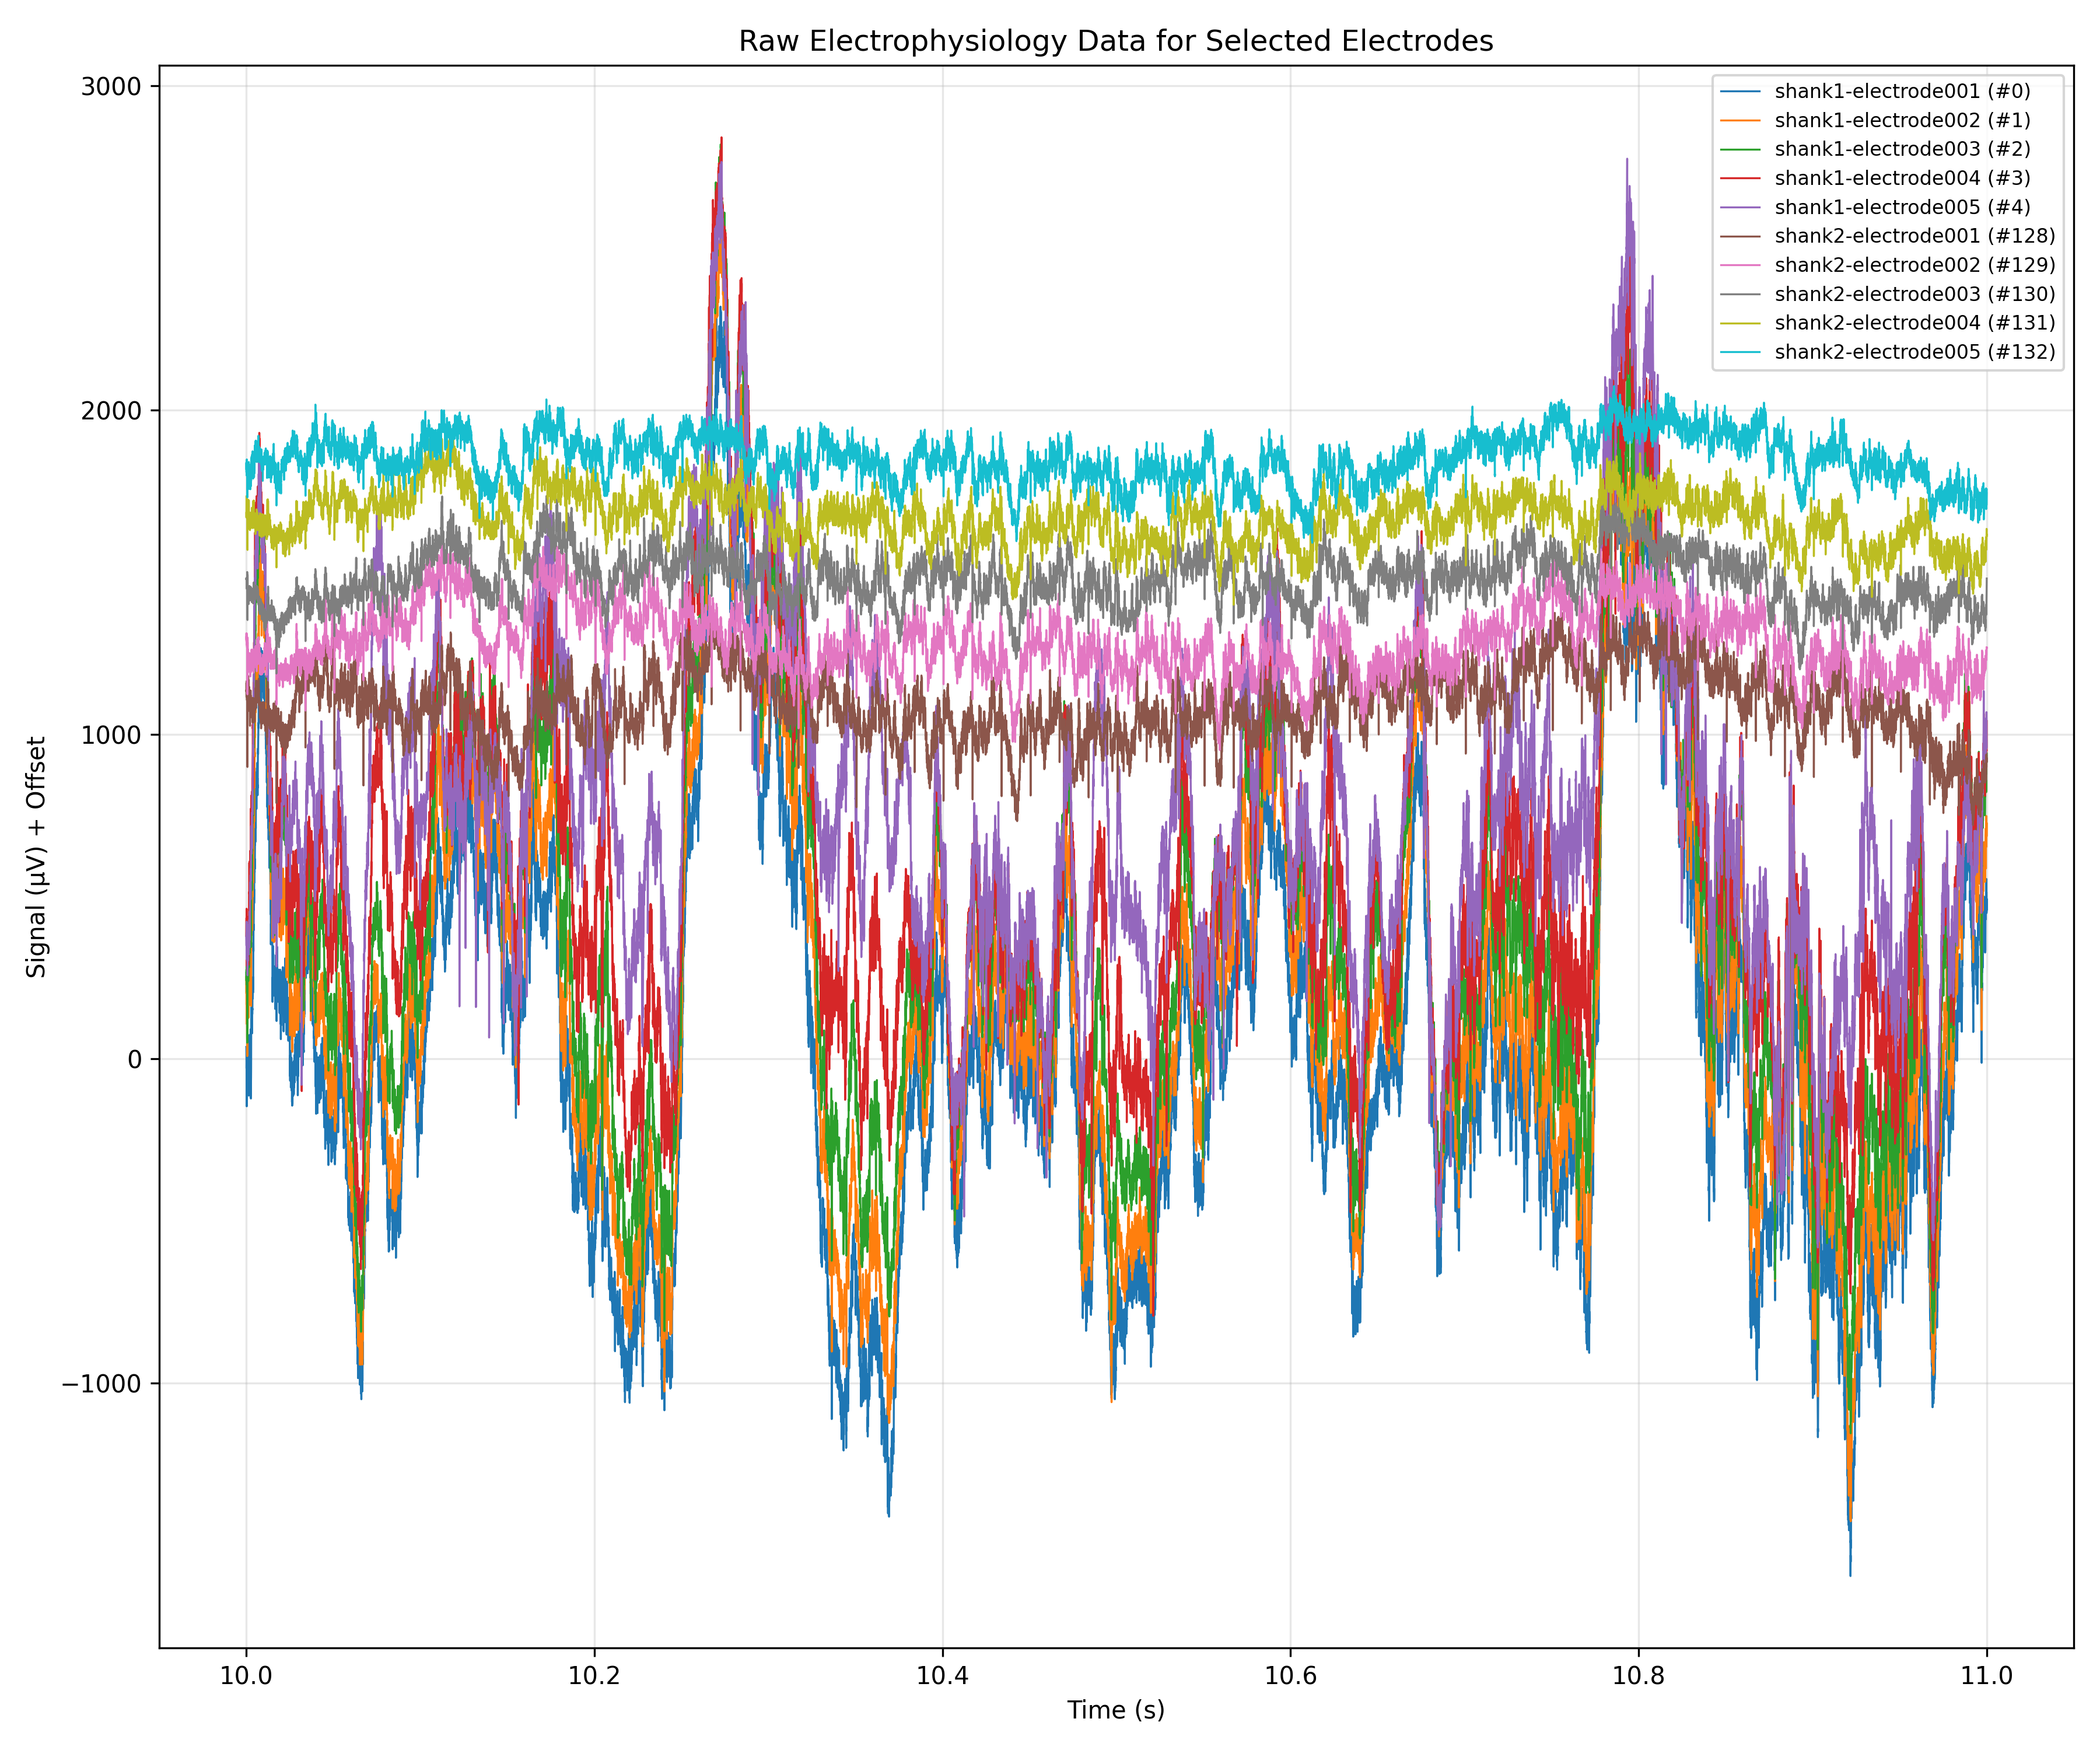 Raw Electrophysiology Data for Selected Electrodes
3000
2000
1000
0
−1000
Signal (µV) + Offset
shank1-electrode001 (#0)
shank1-electrode002 (#1)
shank1-electrode003 (#2)
shank1-electrode004 (#3)
shank1-electrode005 (#4)
shank2-electrode001 (#128)
shank2-electrode002 (#129)
shank2-electrode003 (#130)
shank2-electrode004 (#131)
shank2-electrode005 (#132)
10.0 10.2 10.4 10.6 10.8 11.0
Time (s)